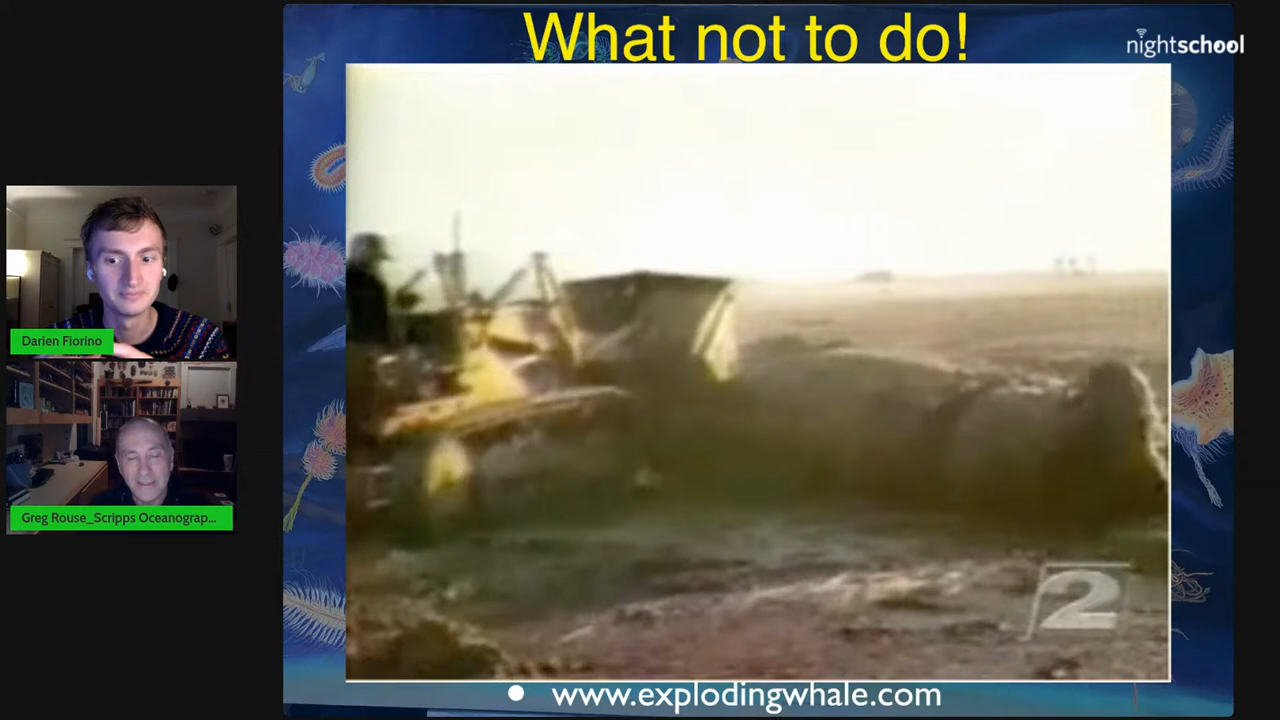 What not to do!
nightschool
Darien Fiorino
Greg Rouse_Scripps Oceanograp...
2
• www.explodingwhale.com